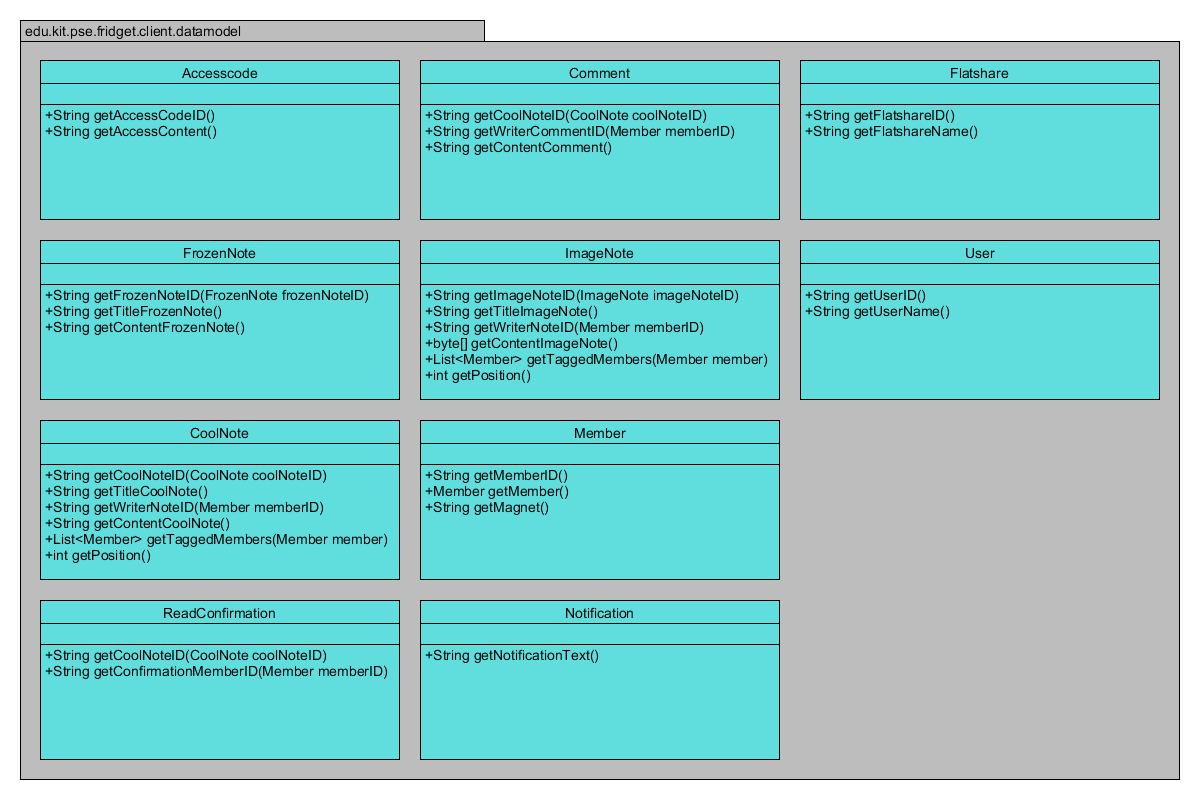 edu.kit.pse.fridget.client.datamodel
Accesscode
+String getAccessCodeID()
+String getAccessContent()
Comment
+String getCoolNoteID(CoolNote coolNoteID)
+String getWriterCommentID(Member memberID)
+String getContentComment()
Flatshare
+String getFlatshareID()
+String getFlatshareName()
FrozenNote
+String getFrozenNoteID(FrozenNote frozenNoteID)
+String getTitleFrozenNote()
+String getContentFrozenNote()
ImageNote
+String getImageNoteID(ImageNote imageNoteID)
+String getTitleImageNote()
+String getWriterNoteID(Member memberID)
+byte[] getContentImageNote()
+List<Member> getTaggedMembers(Member member)
+int getPosition()
User
+String getUserID()
+String getUserName()
CoolNote
+String getCoolNoteID(CoolNote coolNoteID)
+String getTitleCoolNote()
+String getWriterNoteID(Member memberID)
+String getContentCoolNote()
+List<Member> getTaggedMembers(Member member)
+int getPosition()
Member
+String getMemberID()
+Member getMember()
+String getMagnet()
ReadConfirmation
+String getCoolNoteID(CoolNote coolNoteID)
+String getConfirmationMemberID(Member memberID)
Notification
+String getNotificationText()